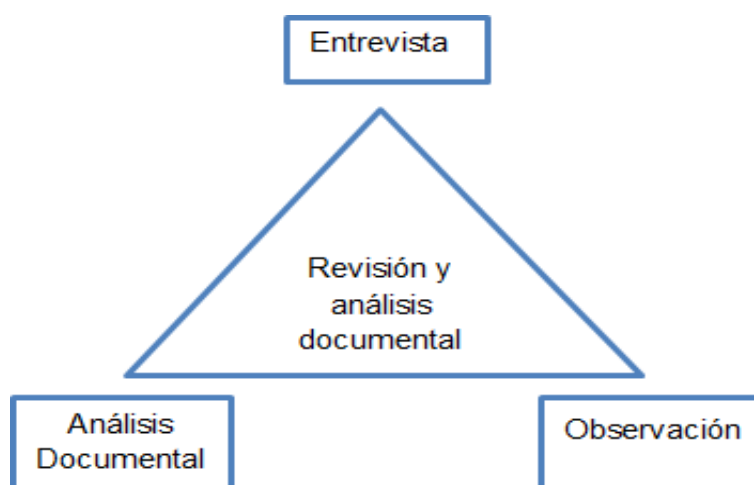 Entrevista
Revisión y
análisis
documental
Análisis
Documental
Observación